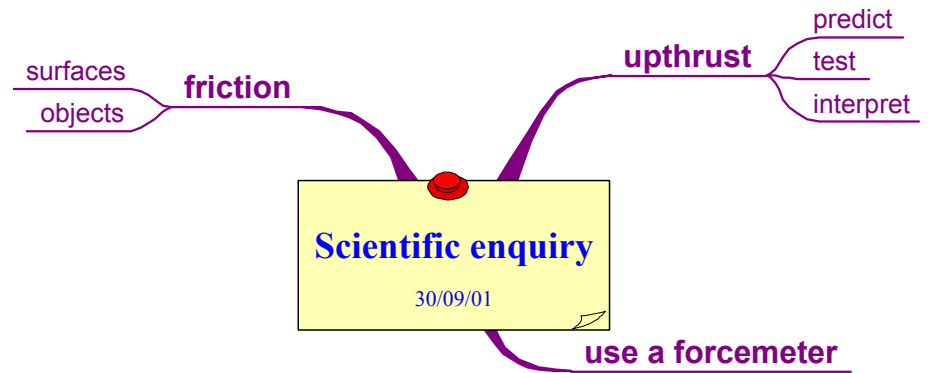 Scientific enquiry
30/09/01
friction
surfaces
objects
upthrust
predict
test
interpret
use a forcemeter